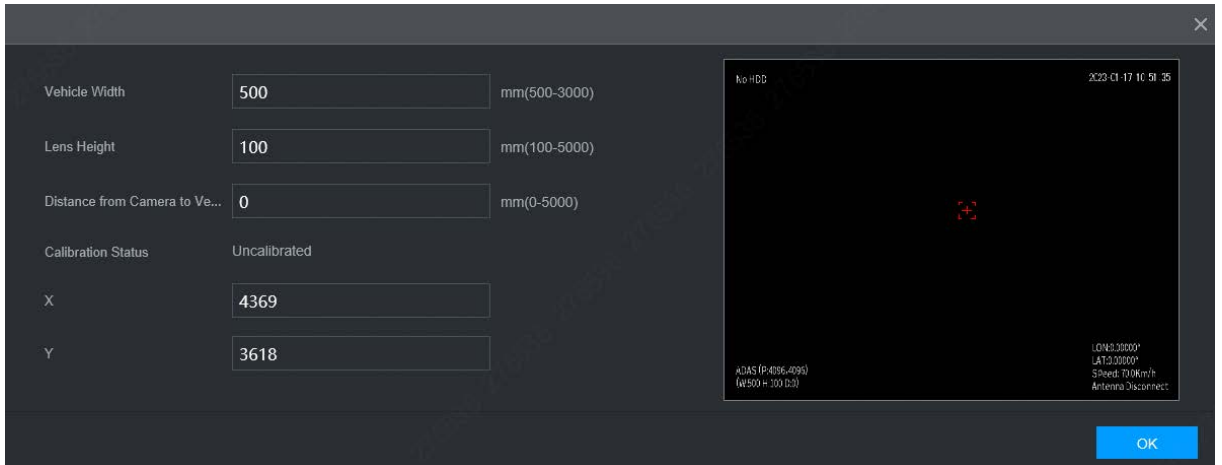 Vehicle Width 500 mm(500-3000)
Lens Height 100 mm(100-5000)
Distance from Camera to Ve... 0 mm(0-5000)
Calibration Status Uncalibrated
X 4369
Y 3618
No HDD 2023-01-17 10:51:35
ADAS (P:4096,4096)
(W:500 H:100 D:0)
LON:0.00000°
LAT:0.00000°
SPeed: 70.0Km/h
Antenna Disconnect
OK